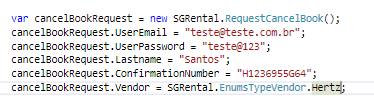 var cancelBookRequest = new SGRental.RequestCancelBook();
cancelBookRequest.UserEmail = "teste@teste.com.br";
cancelBookRequest.UserPassword = "teste@123";
cancelBookRequest.Lastname = "Santos";
cancelBookRequest.ConfirmationNumber = "H1236955G64";
cancelBookRequest.Vendor = SGRental.EnumsTypeVendor.Hertz;